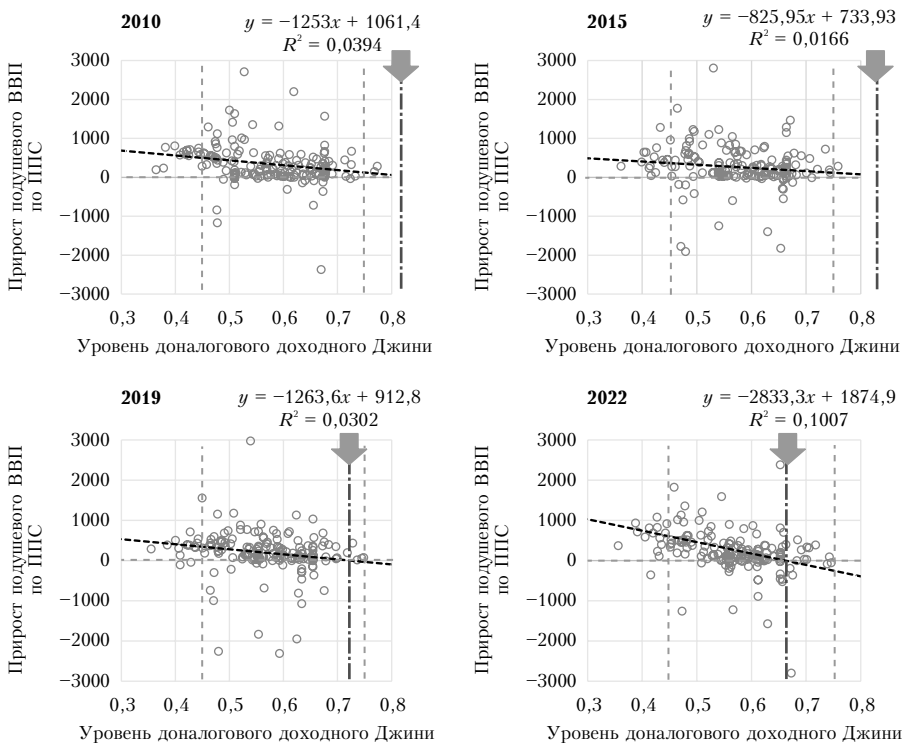 2010
y = −1253x + 1061,4
R² = 0,0394
Прирост подушевого ВВП
по ППС
3000
2000
1000
0
−1000
−2000
−3000
0,3 0,4 0,5 0,6 0,7 0,8
Уровень доналогового доходного Джини
2015
y = −825,95x + 733,93
R² = 0,0166
Прирост подушевого ВВП
по ППС
3000
2000
1000
0
−1000
−2000
−3000
0,3 0,4 0,5 0,6 0,7 0,8
Уровень доналогового доходного Джини
2019
y = −1263,6x + 912,8
R² = 0,0302
Прирост подушевого ВВП
по ППС
3000
2000
1000
0
−1000
−2000
−3000
0,3 0,4 0,5 0,6 0,7 0,8
Уровень доналогового доходного Джини
2022
y = −2833,3x + 1874,9
R² = 0,1007
Прирост подушевого ВВП
по ППС
3000
2000
1000
0
−1000
−2000
−3000
0,3 0,4 0,5 0,6 0,7 0,8
Уровень доналогового доходного Джини